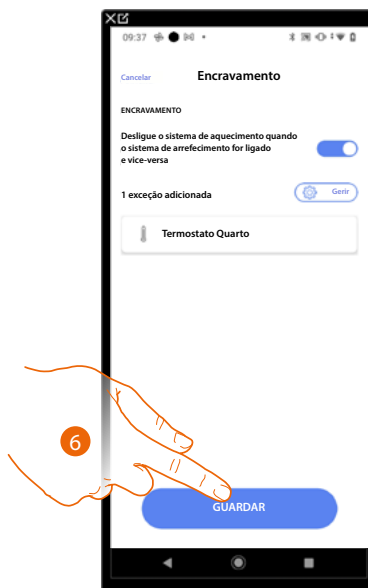 09:37
Cancelar Encravamento
ENCRAVAMENTO
Desligue o sistema de aquecimento quando
o sistema de arrefecimento for ligado
e vice-versa
1 exceção adicionada Gerir
Termostato Quarto
6
GUARDAR